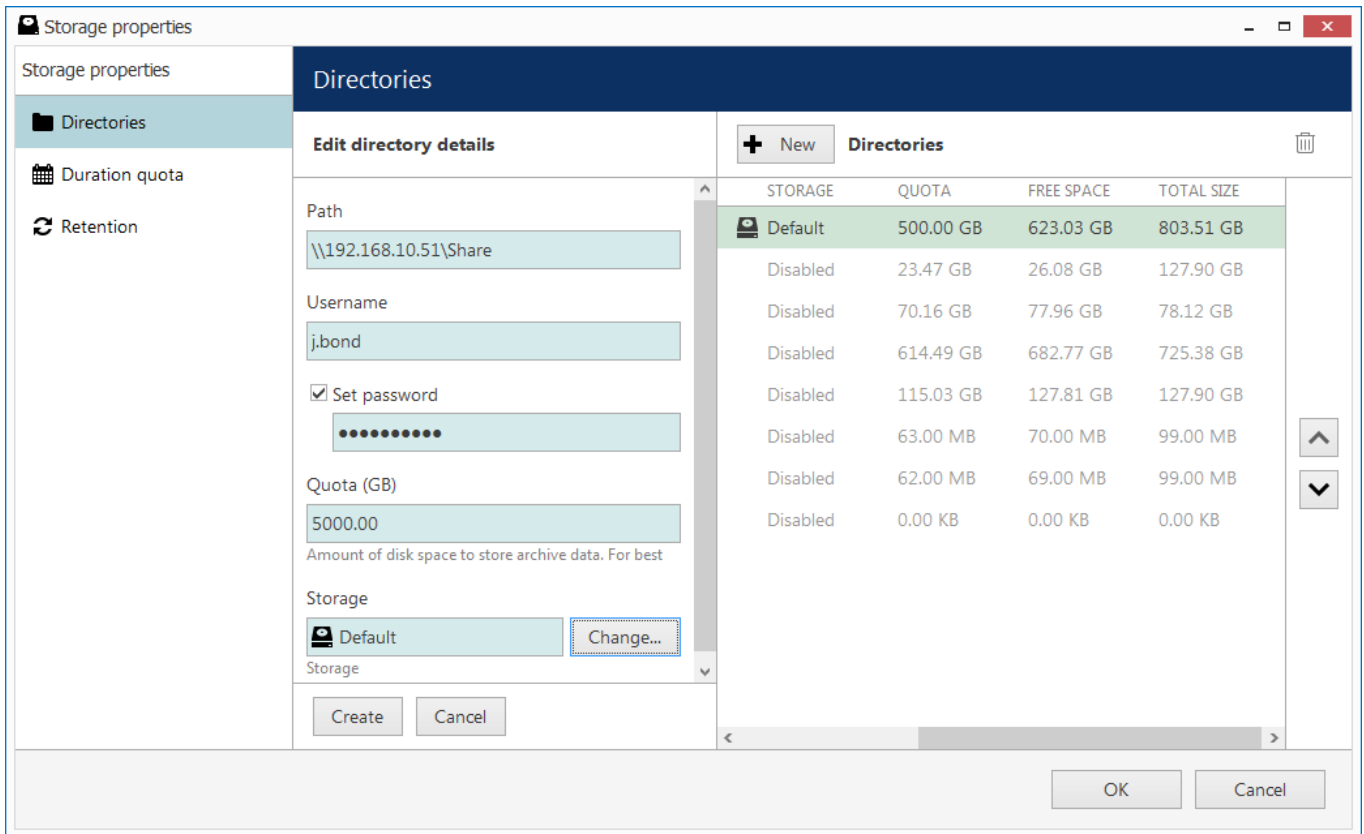 Storage properties
Storage properties
Directories
Duration quota
Retention
Directories
Edit directory details
Path
\\192.168.10.51\Share
Username
j.bond
Set password
●●●●●●●●●●
Quota (GB)
5000.00
Amount of disk space to store archive data. For best
Storage
Default
Change...
Storage
Create Cancel
New Directories
STORAGE QUOTA FREE SPACE TOTAL SIZE
Default 500.00 GB 623.03 GB 803.51 GB
Disabled 23.47 GB 26.08 GB 127.90 GB
Disabled 70.16 GB 77.96 GB 78.12 GB
Disabled 614.49 GB 682.77 GB 725.38 GB
Disabled 115.03 GB 127.81 GB 127.90 GB
Disabled 63.00 MB 70.00 MB 99.00 MB
Disabled 62.00 MB 69.00 MB 99.00 MB
Disabled 0.00 KB 0.00 KB 0.00 KB
OK Cancel